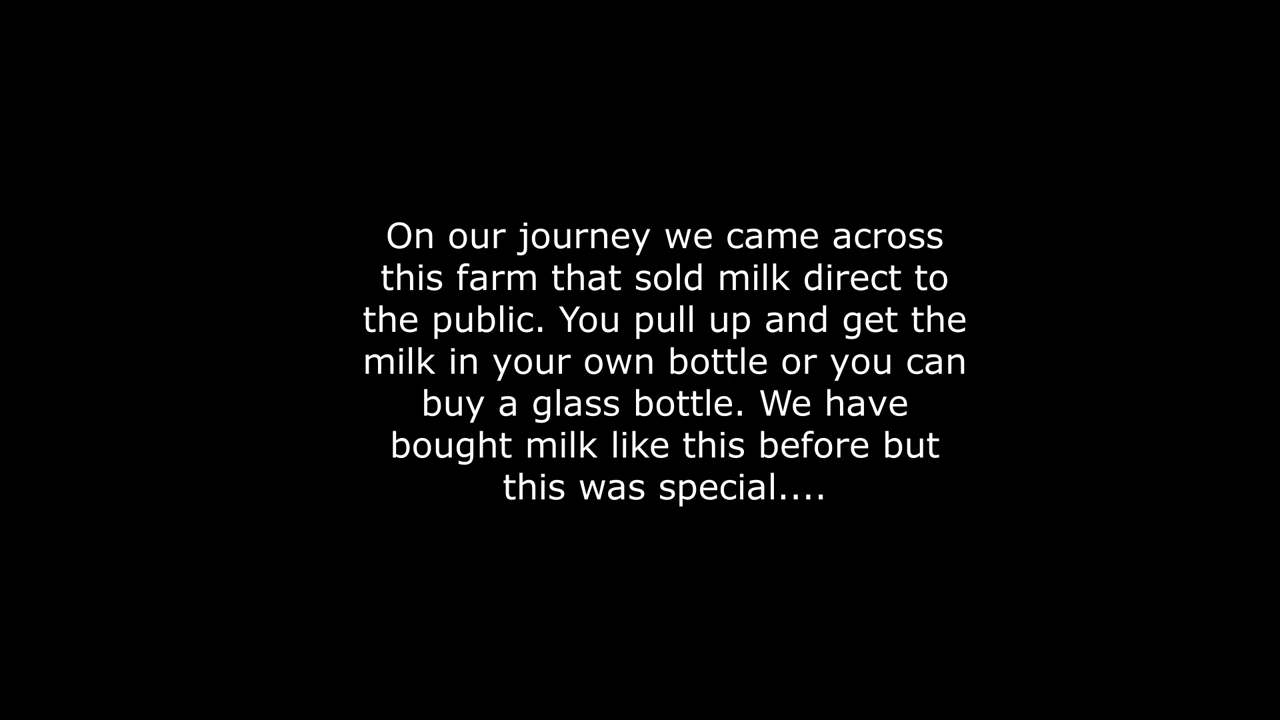 On our journey we came across
this farm that sold milk direct to
the public. You pull up and get the
milk in your own bottle or you can
buy a glass bottle. We have
bought milk like this before but
this was special....